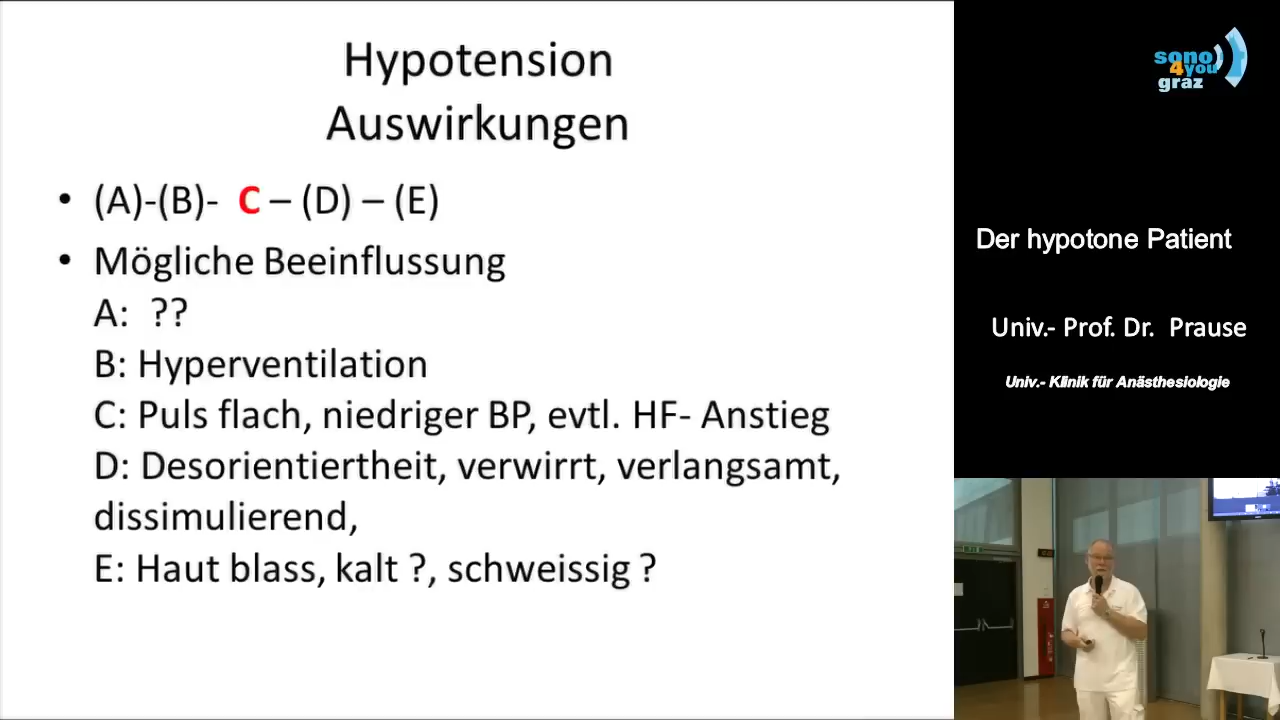 Hypotension
Auswirkungen
• (A)-(B)- C – (D) – (E)
• Mögliche Beeinflussung
A: ??
B: Hyperventilation
C: Puls flach, niedriger BP, evtl. HF- Anstieg
D: Desorientiertheit, verwirrt, verlangsamt,
dissimulierend,
E: Haut blass, kalt ?, schweissig ?
sono
4you
graz
Der hypotone Patient
Univ.- Prof. Dr. Prause
Univ.- Klinik für Anästhesiologie